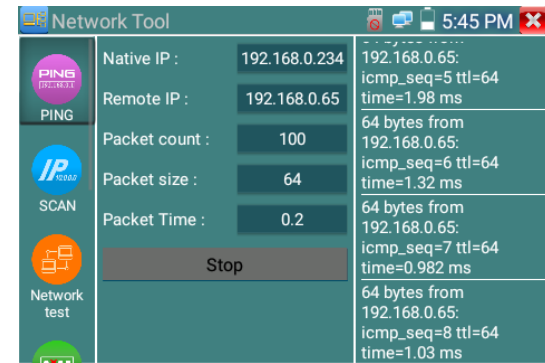 Network Tool
5:45 PM
PING
PING
SCAN
Network
test
Native IP :
192.168.0.234
Remote IP :
192.168.0.65
Packet count :
100
Packet size :
64
Packet Time :
0.2
Stop
64 bytes from
192.168.0.65:
icmp_seq=5 ttl=64
time=1.98 ms
64 bytes from
192.168.0.65:
icmp_seq=6 ttl=64
time=1.32 ms
64 bytes from
192.168.0.65:
icmp_seq=7 ttl=64
time=0.982 ms
64 bytes from
192.168.0.65:
icmp_seq=8 ttl=64
time=1.03 ms